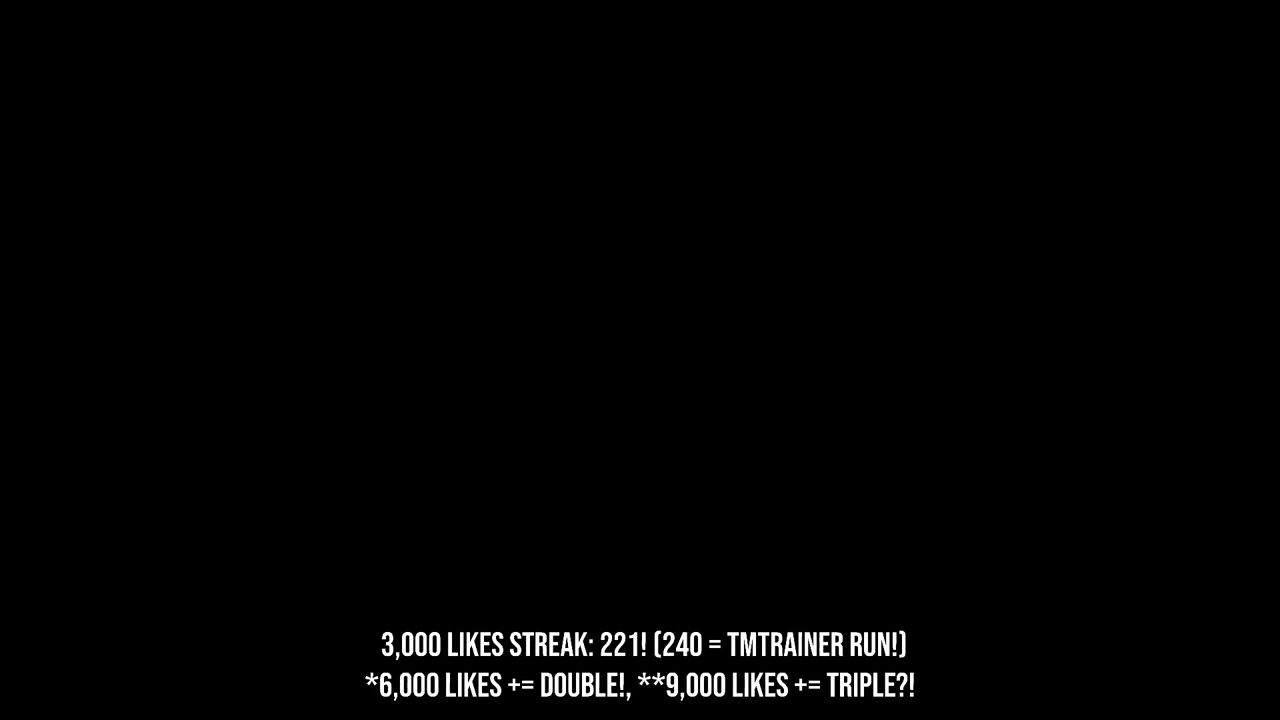 3,000 LIKES STREAK: 221! (240 = TMTRAINER RUN!)
*6,000 LIKES += DOUBLE!, **9,000 LIKES += TRIPLE?!